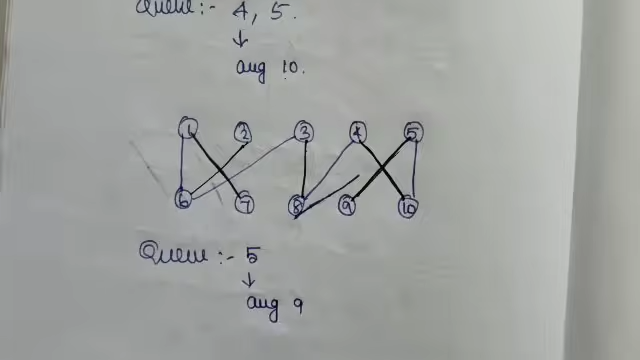 Queue :- 4, 5.
↓
aug 10.
1 2 3 4 5
6 7 8 9 10
Queue :- 5
↓
aug 9